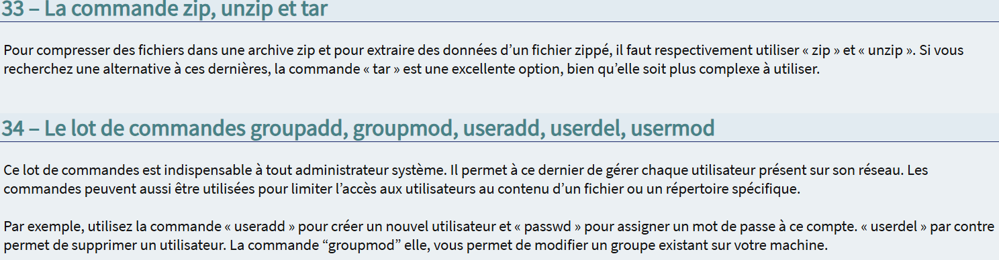 33 – La commande zip, unzip et tar
Pour compresser des fichiers dans une archive zip et pour extraire des données d’un fichier zippé, il faut respectivement utiliser « zip » et « unzip ». Si vous
recherchez une alternative à ces dernières, la commande « tar » est une excellente option, bien qu’elle soit plus complexe à utiliser.
34 – Le lot de commandes groupadd, groupmod, useradd, userdel, usermod
Ce lot de commandes est indispensable à tout administrateur système. Il permet à ce dernier de gérer chaque utilisateur présent sur son réseau. Les
commandes peuvent aussi être utilisées pour limiter l’accès aux utilisateurs au contenu d’un fichier ou un répertoire spécifique.
Par exemple, utilisez la commande « useradd » pour créer un nouvel utilisateur et « passwd » pour assigner un mot de passe à ce compte. « userdel » par contre
permet de supprimer un utilisateur. La commande “groupmod” elle, vous permet de modifier un groupe existant sur votre machine.